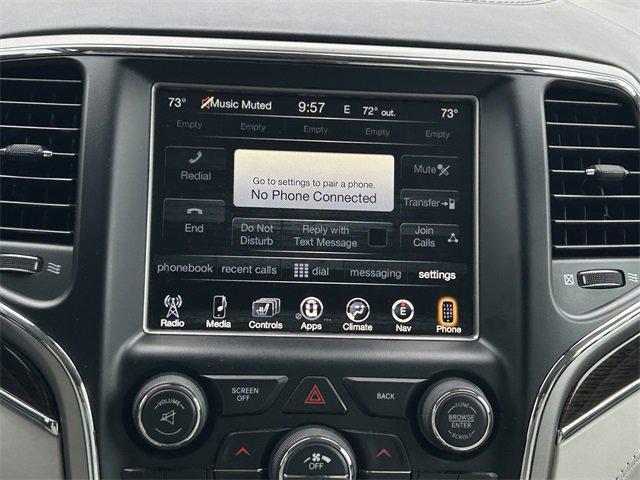 73° Music Muted 9:57 E 72° out. 73°
Empty Empty Empty Empty Empty
Redial
Go to settings to pair a phone.
No Phone Connected
Mute
Transfer
End
Do Not
Disturb
Reply with
Text Message
Join
Calls
phonebook recent calls dial messaging settings
E
Radio Media Controls Apps Climate Nav Phone
VOLUME
SCREEN
OFF
BACK
TUNE
BROWSE
ENTER
SCROLL
OFF